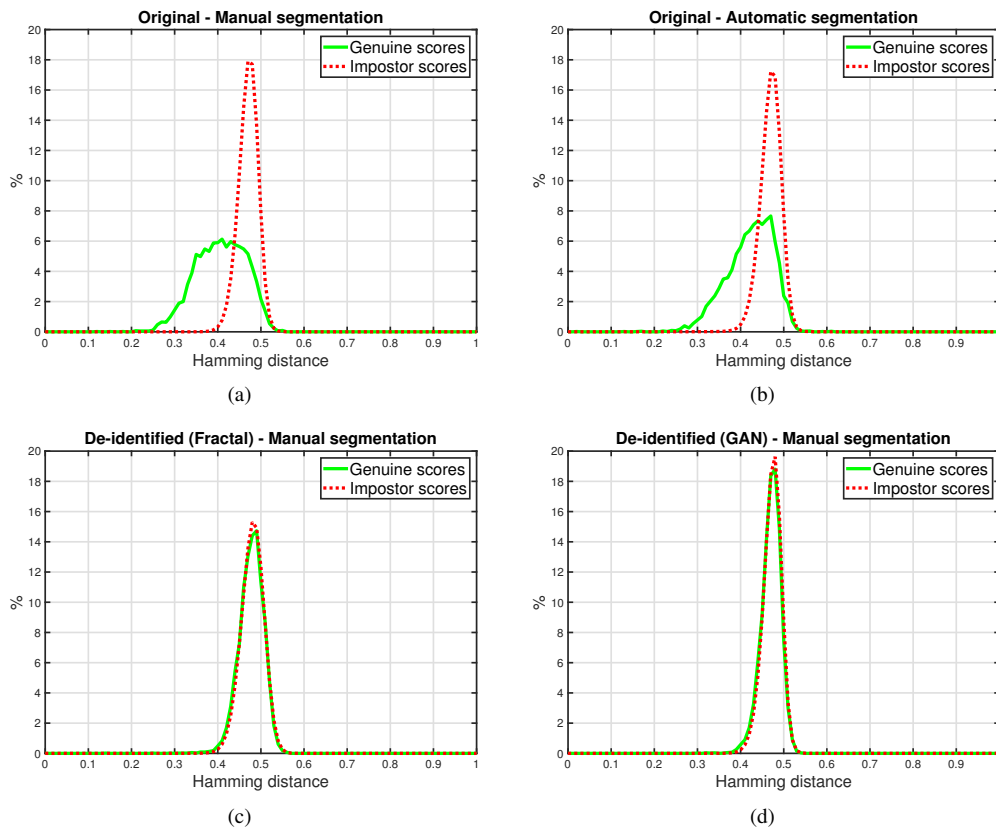 Original - Manual segmentation
20
18
16
14
12
10
8
6
4
2
0
%
Genuine scores
Impostor scores
0 0.1 0.2 0.3 0.4 0.5 0.6 0.7 0.8 0.9 1
Hamming distance
(a)
Original - Automatic segmentation
20
18
16
14
12
10
8
6
4
2
0
%
Genuine scores
Impostor scores
0 0.1 0.2 0.3 0.4 0.5 0.6 0.7 0.8 0.9
Hamming distance
(b)
De-identified (Fractal) - Manual segmentation
20
18
16
14
12
10
8
6
4
2
0
%
Genuine scores
Impostor scores
0 0.1 0.2 0.3 0.4 0.5 0.6 0.7 0.8 0.9 1
Hamming distance
(c)
De-identified (GAN) - Manual segmentation
20
18
16
14
12
10
8
6
4
2
0
%
Genuine scores
Impostor scores
0 0.1 0.2 0.3 0.4 0.5 0.6 0.7 0.8 0.9
Hamming distance
(d)